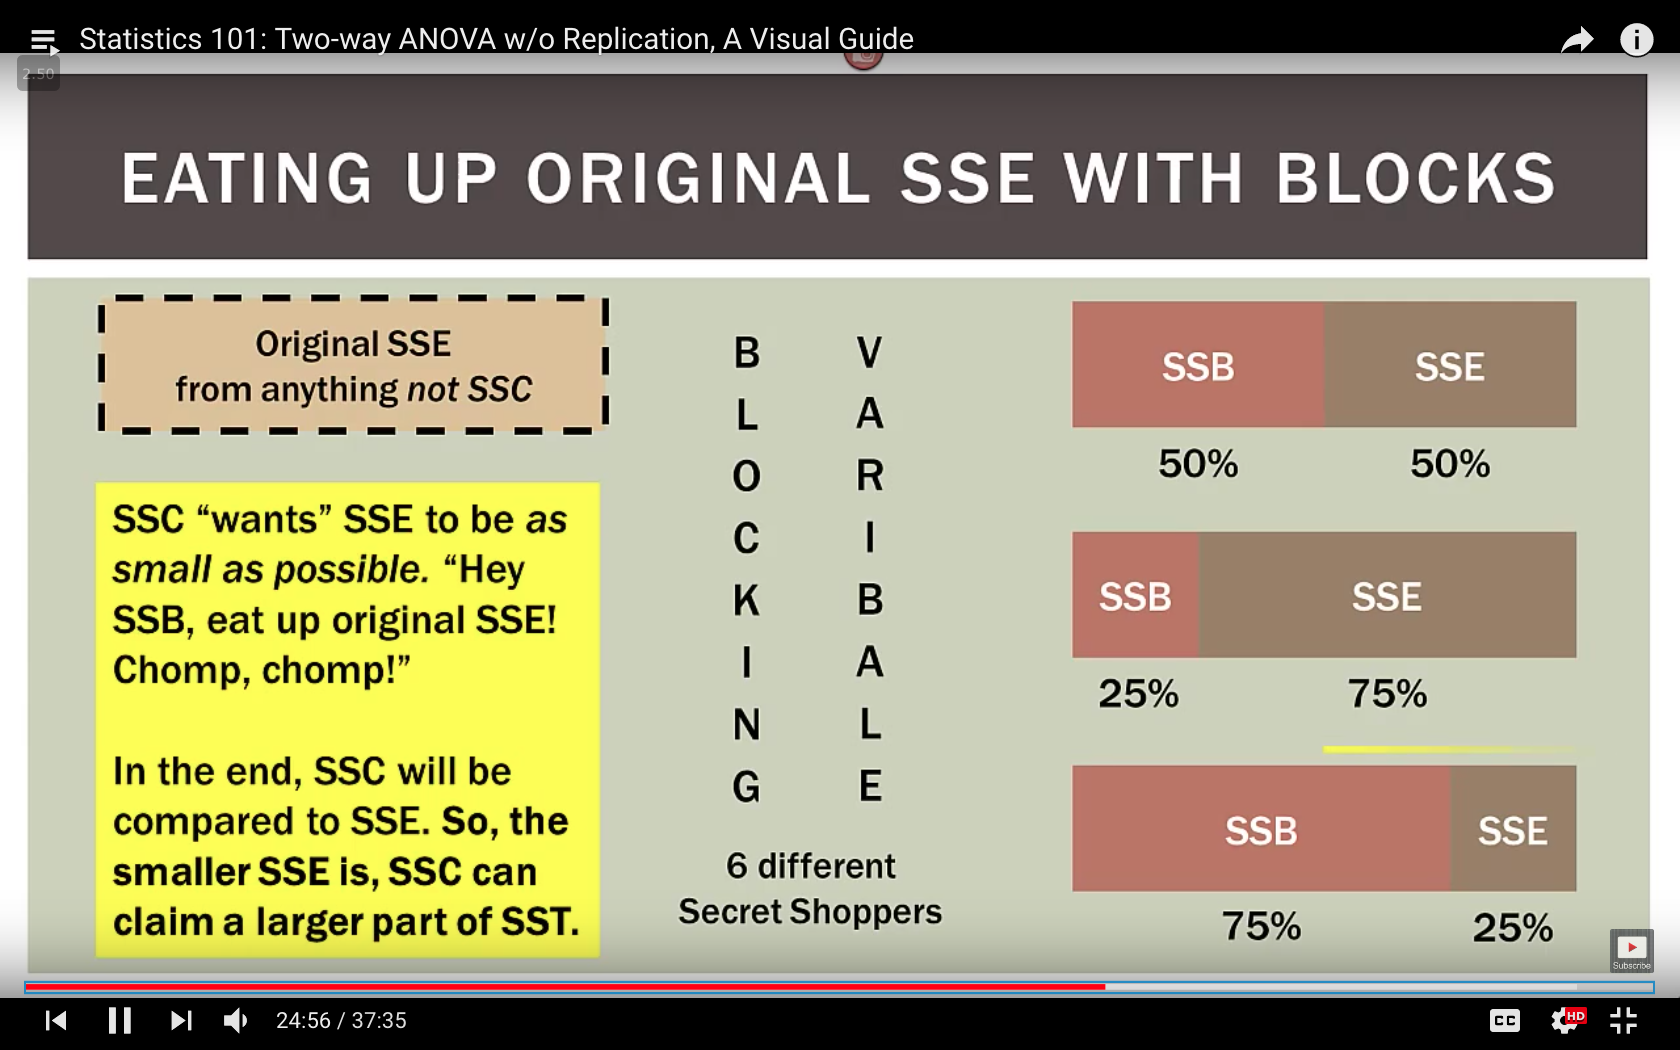 Statistics 101: Two-way ANOVA w/o Replication, A Visual Guide
2.50
EATING UP ORIGINAL SSE WITH BLOCKS
Original SSE
from anything not SSC
SSC “wants” SSE to be as
small as possible. “Hey
SSB, eat up original SSE!
Chomp, chomp!”
In the end, SSC will be
compared to SSE. So, the
smaller SSE is, SSC can
claim a larger part of SST.
B V
L A
O R
C I
K B
I A
N L
G E
6 different
Secret Shoppers
SSB SSE
50% 50%
SSB SSE
25% 75%
SSB SSE
75% 25%
Subscribe
24:56 / 37:35
CC
HD